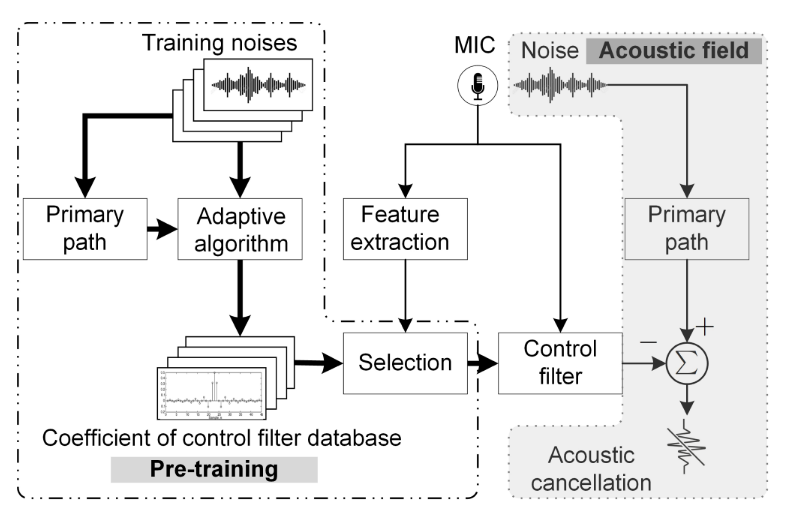 Training noises
MIC
Noise
Acoustic field
Primary
path
Adaptive
algorithm
Feature
extraction
Primary
path
Selection
Control
filter
−
+
Σ
Coefficient of control filter database
Pre-training
Acoustic
cancellation